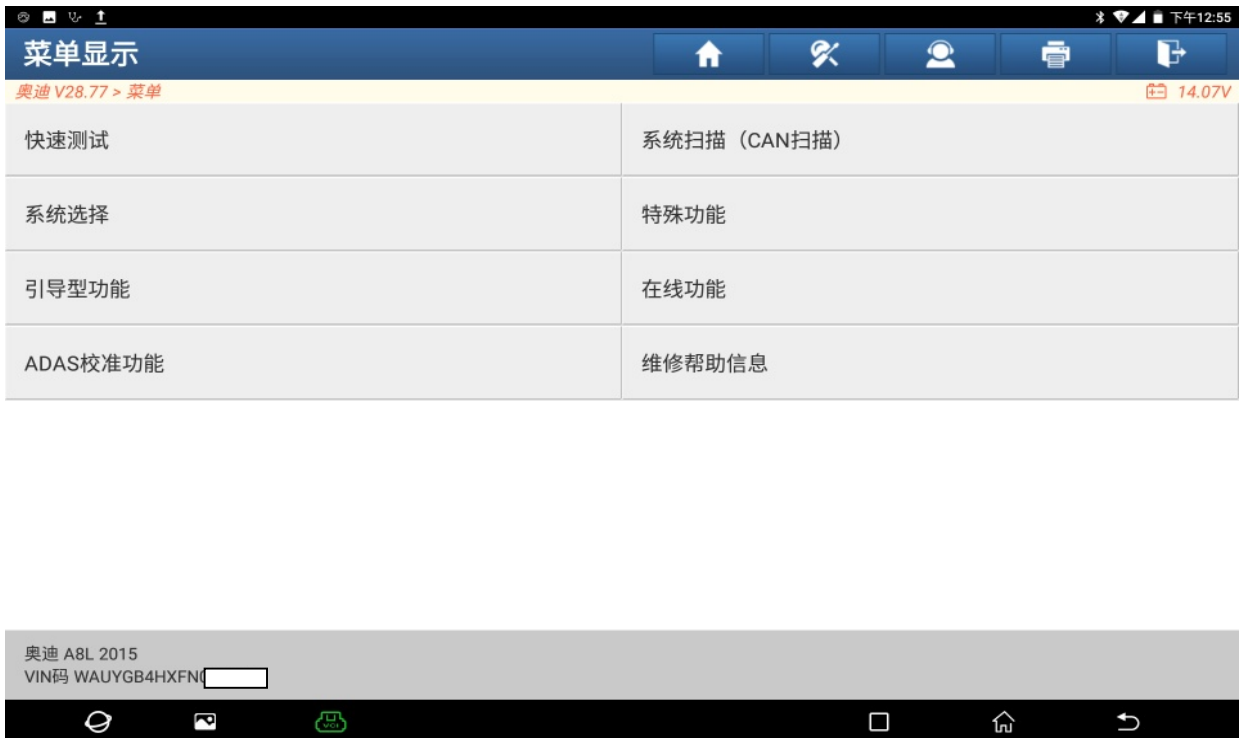 下午12:55
菜单显示
奥迪 V28.77 > 菜单
14.07V
快速测试
系统扫描（CAN扫描）
系统选择
特殊功能
引导型功能
在线功能
ADAS校准功能
维修帮助信息
奥迪 A8L 2015
VIN码 WAUYGB4HXFN0
VCI